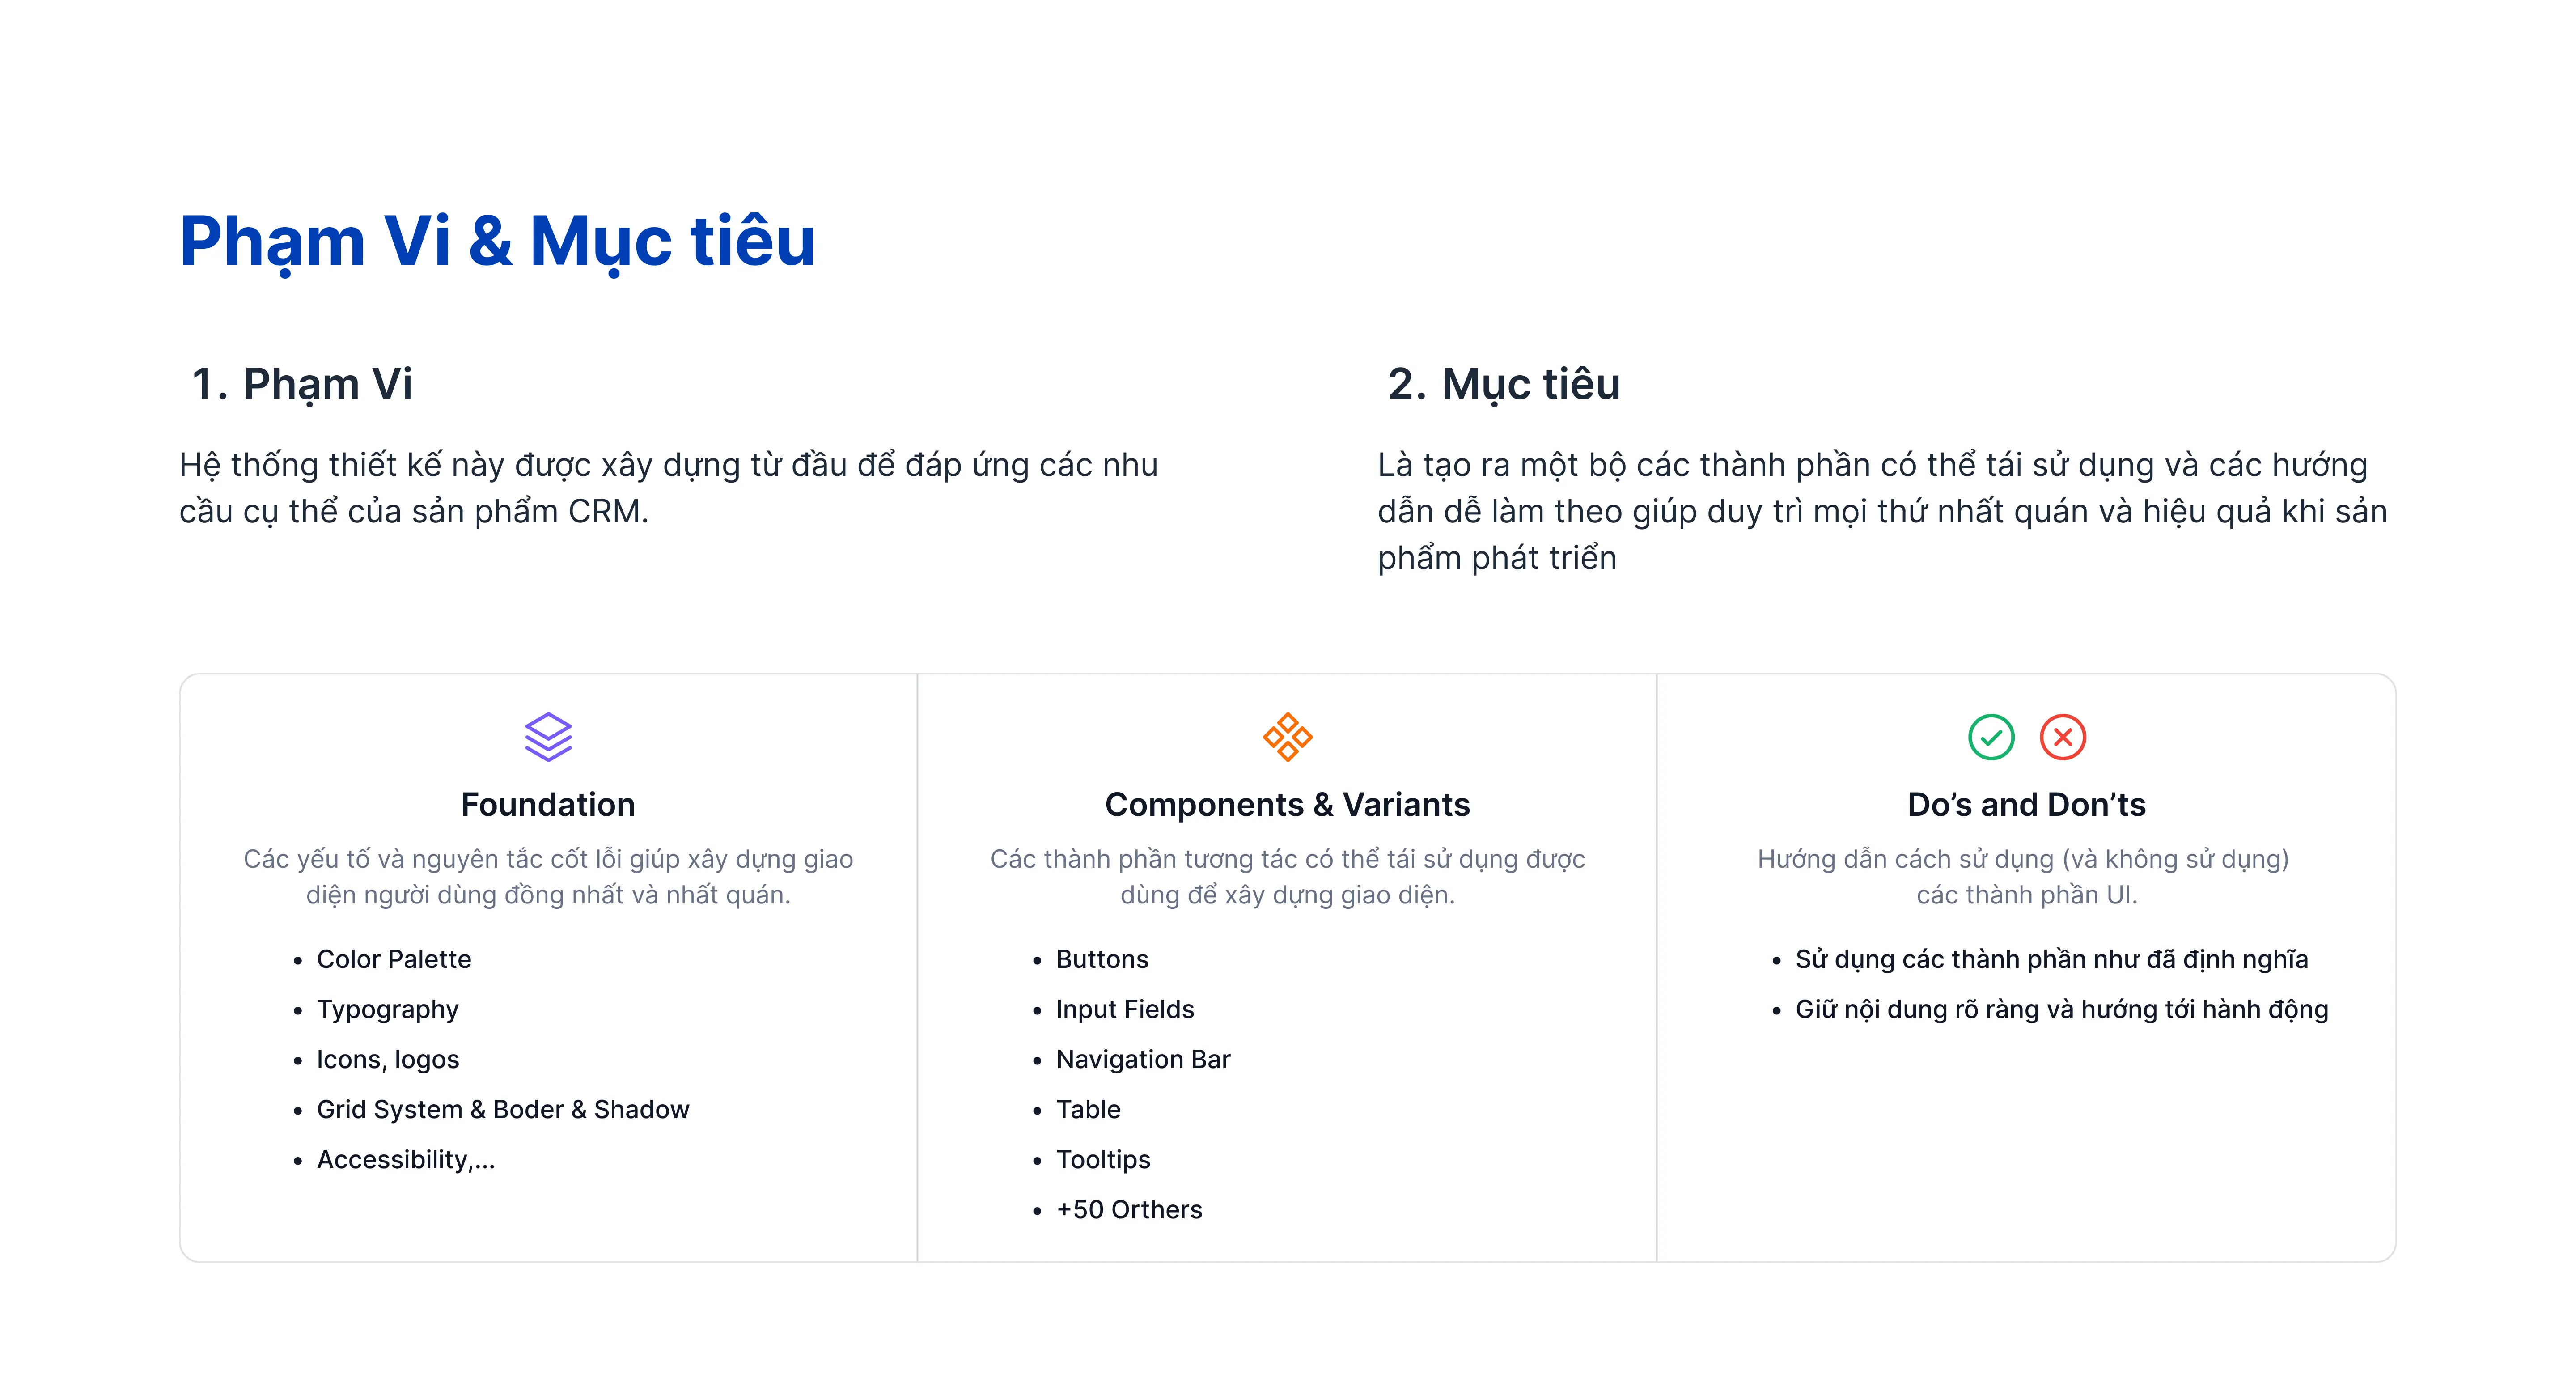 Phạm Vi & Mục tiêu
1. Phạm Vi
Hệ thống thiết kế này được xây dựng từ đầu để đáp ứng các nhu
cầu cụ thể của sản phẩm CRM.
2. Mục tiêu
Là tạo ra một bộ các thành phần có thể tái sử dụng và các hướng
dẫn dễ làm theo giúp duy trì mọi thứ nhất quán và hiệu quả khi sản
phẩm phát triển
Foundation
Các yếu tố và nguyên tắc cốt lỗi giúp xây dựng giao
diện người dùng đồng nhất và nhất quán.
• Color Palette
• Typography
• Icons, logos
• Grid System & Boder & Shadow
• Accessibility,...
Components & Variants
Các thành phần tương tác có thể tái sử dụng được
dùng để xây dựng giao diện.
• Buttons
• Input Fields
• Navigation Bar
• Table
• Tooltips
• +50 Orthers
Do’s and Don’ts
Hướng dẫn cách sử dụng (và không sử dụng)
các thành phần UI.
• Sử dụng các thành phần như đã định nghĩa
• Giữ nội dung rõ ràng và hướng tới hành động